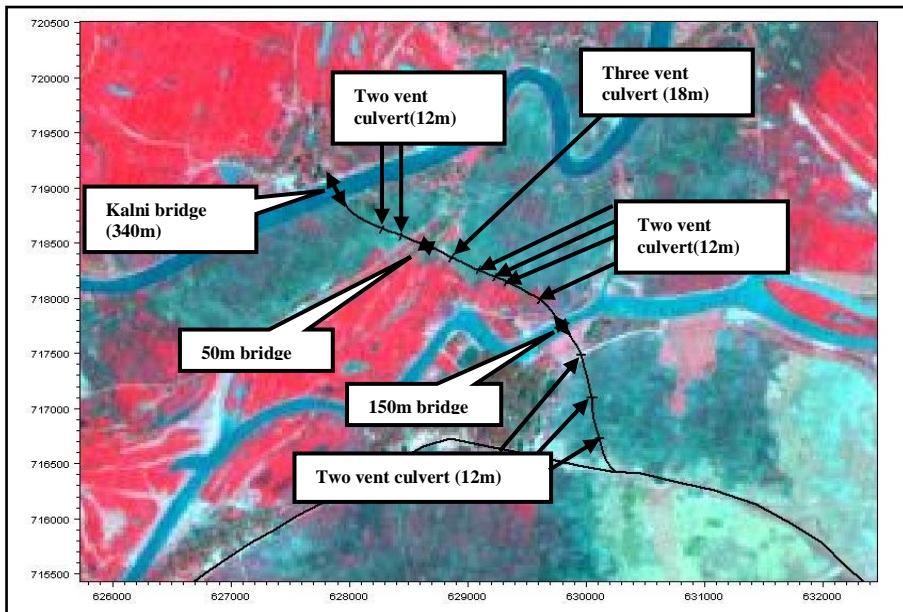 720500
720000
719500
719000
718500
718000
717500
717000
716500
716000
715500
Two vent
culvert(12m)
Three vent
culvert (18m)
Kalni bridge
(340m)
Two vent
culvert(12m)
50m bridge
150m bridge
Two vent culvert (12m)
626000 627000 628000 629000 630000 631000 632000